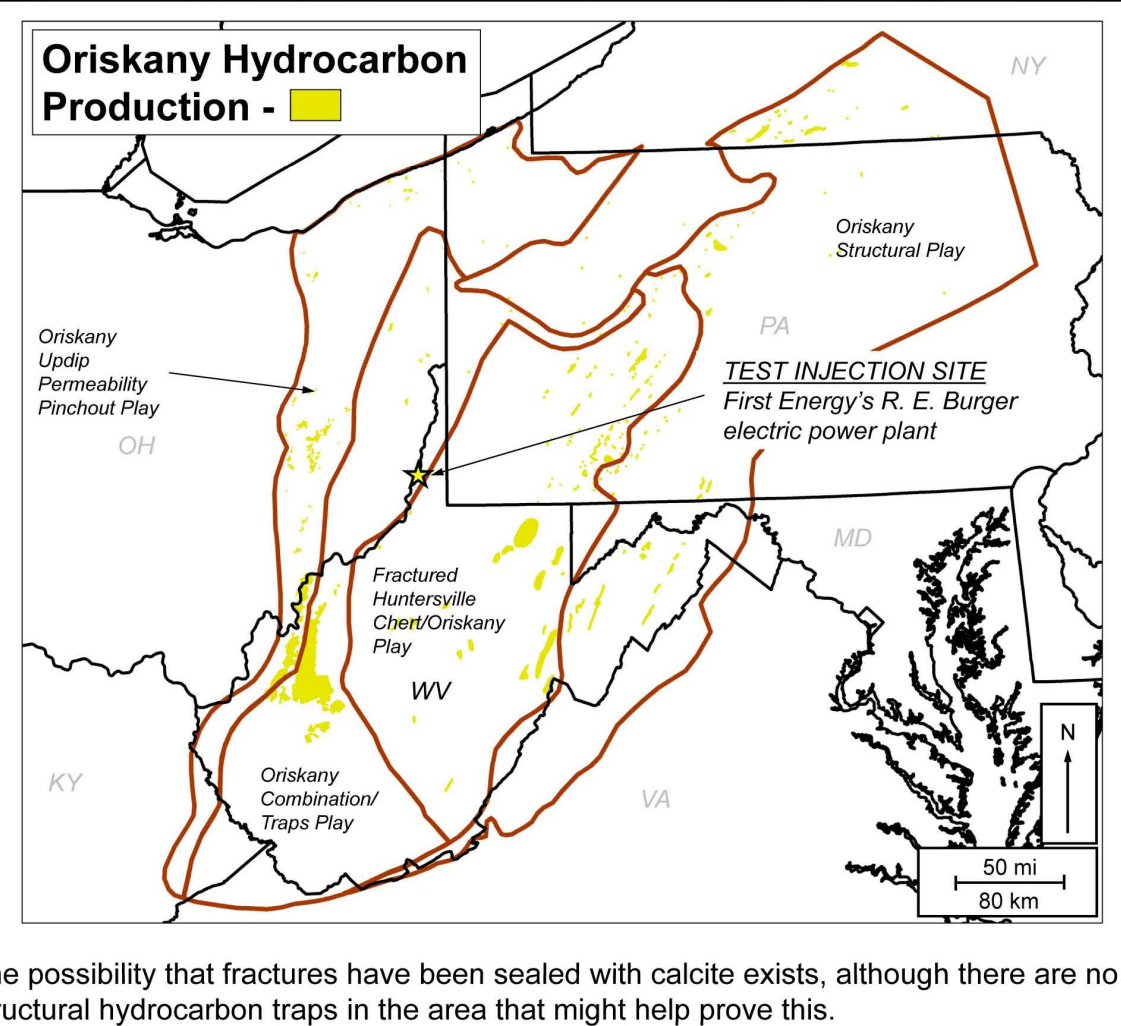 Oriskany Hydrocarbon
Production -
NY
Oriskany
Structural Play
PA
Oriskany
Updip
Permeability
Pinchout Play
OH
TEST INJECTION SITE
First Energy's R. E. Burger
electric power plant
MD
Fractured
Huntersville
Chert/Oriskany
Play
WV
N
KY
Oriskany
Combination/
Traps Play
VA
50 mi
80 km
possibility that fractures have been sealed with calcite exists, although there are no
hydrocarbon traps in the area that might help prove this.